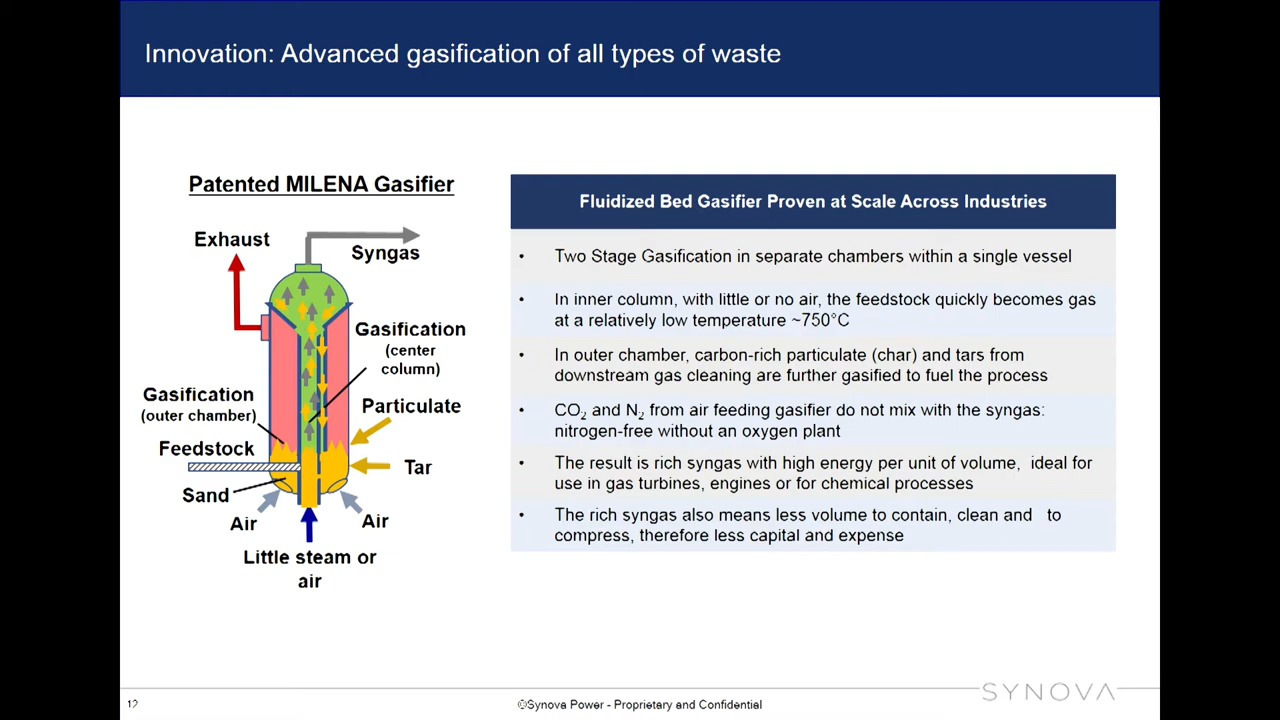 Innovation: Advanced gasification of all types of waste
Patented MILENA Gasifier
Exhaust
Syngas
Gasification
(center
column)
Gasification
(outer chamber)
Particulate
Feedstock
Tar
Sand
Air
Air
Little steam or
air
Fluidized Bed Gasifier Proven at Scale Across Industries
• Two Stage Gasification in separate chambers within a single vessel
• In inner column, with little or no air, the feedstock quickly becomes gas
at a relatively low temperature ~750°C
• In outer chamber, carbon-rich particulate (char) and tars from
downstream gas cleaning are further gasified to fuel the process
• CO₂ and N₂ from air feeding gasifier do not mix with the syngas:
nitrogen-free without an oxygen plant
• The result is rich syngas with high energy per unit of volume, ideal for
use in gas turbines, engines or for chemical processes
• The rich syngas also means less volume to contain, clean and to
compress, therefore less capital and expense
12
©Synova Power - Proprietary and Confidential
SYNOVA